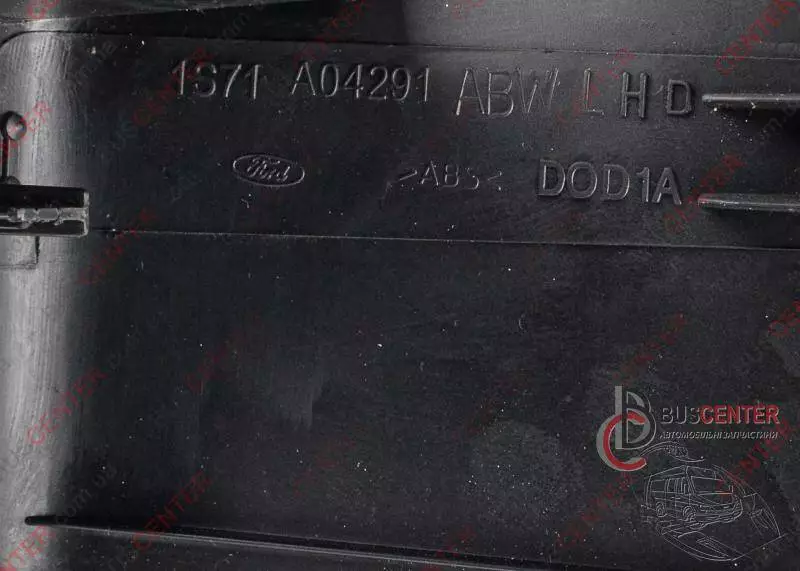 1S71 A04291 ABW LHD
Ford >ABS< DOD1A
BUSCENTER
АВТОМОБІЛЬНІ ЗАПЧАСТИНИ